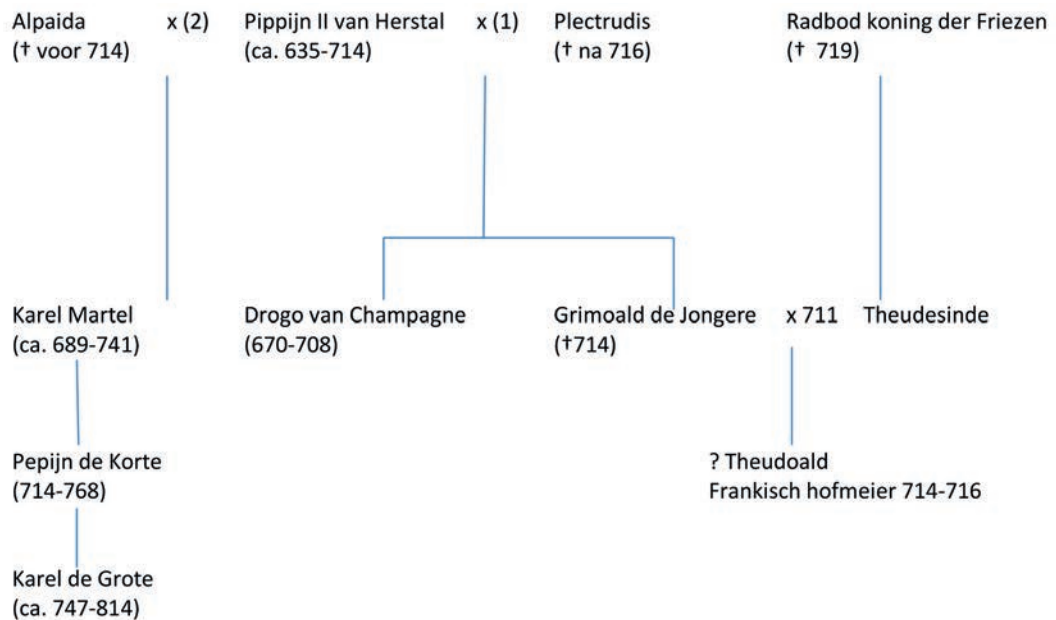 Alpaida x (2) Pippijn II van Herstal x (1) Plectrudis Radbod koning der Friezen
(† voor 714) (ca. 635-714) († na 716) († 719)
Karel Martel Drogo van Champagne Grimoald de Jongere x 711 Theudesinde
(ca. 689-741) (670-708) (†714)
Pepijn de Korte ? Theudoald
(714-768) Frankisch hofmeier 714-716
Karel de Grote
(ca. 747-814)